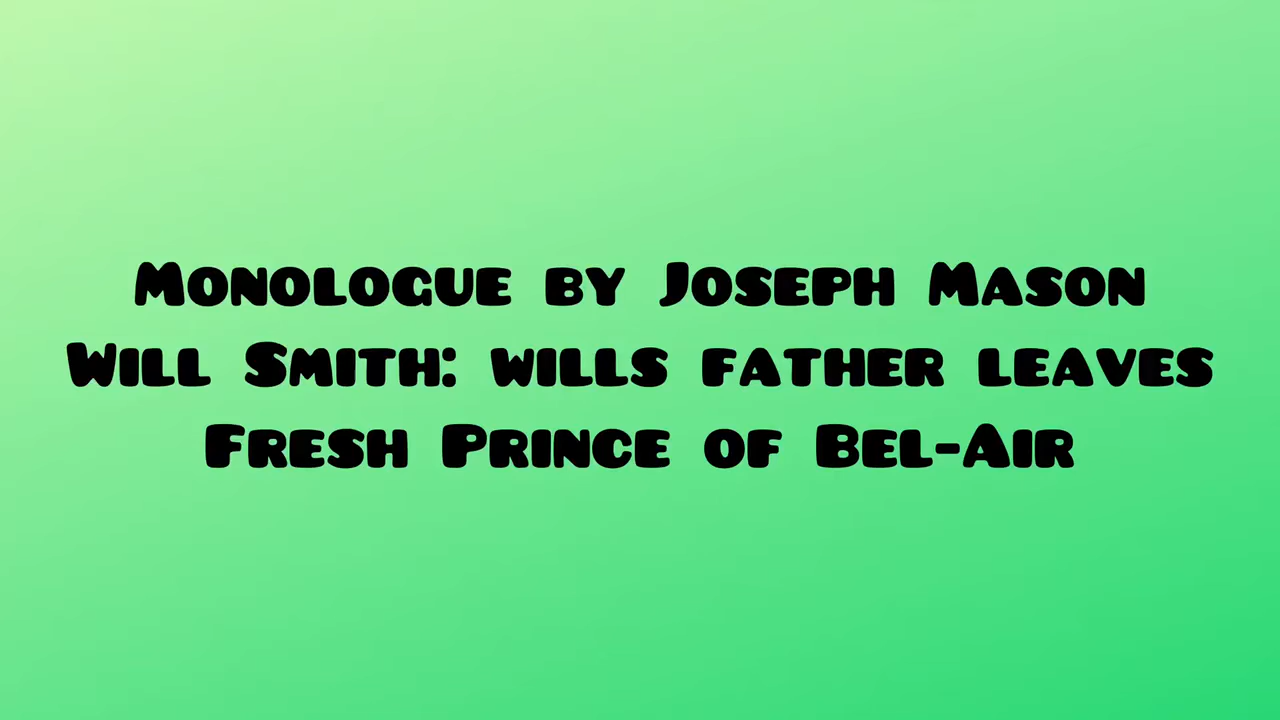 Monologue by Joseph Mason
Will Smith: wills father leaves
Fresh Prince of Bel-Air